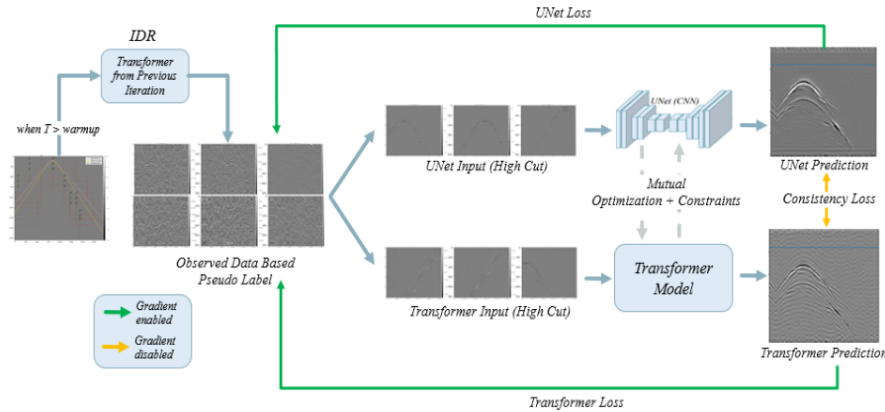 UNet Loss
IDR
Transformer
from Previous
Iteration
when T > warmup
UNet (CNN)
UNet Input (High Cut)
UNet Prediction
Mutual
Optimization + Constraints
Consistency Loss
Observed Data Based
Pseudo Label
Transformer
Model
Transformer Input (High Cut)
Gradient
enabled
Gradient
disabled
Transformer Prediction
Transformer Loss